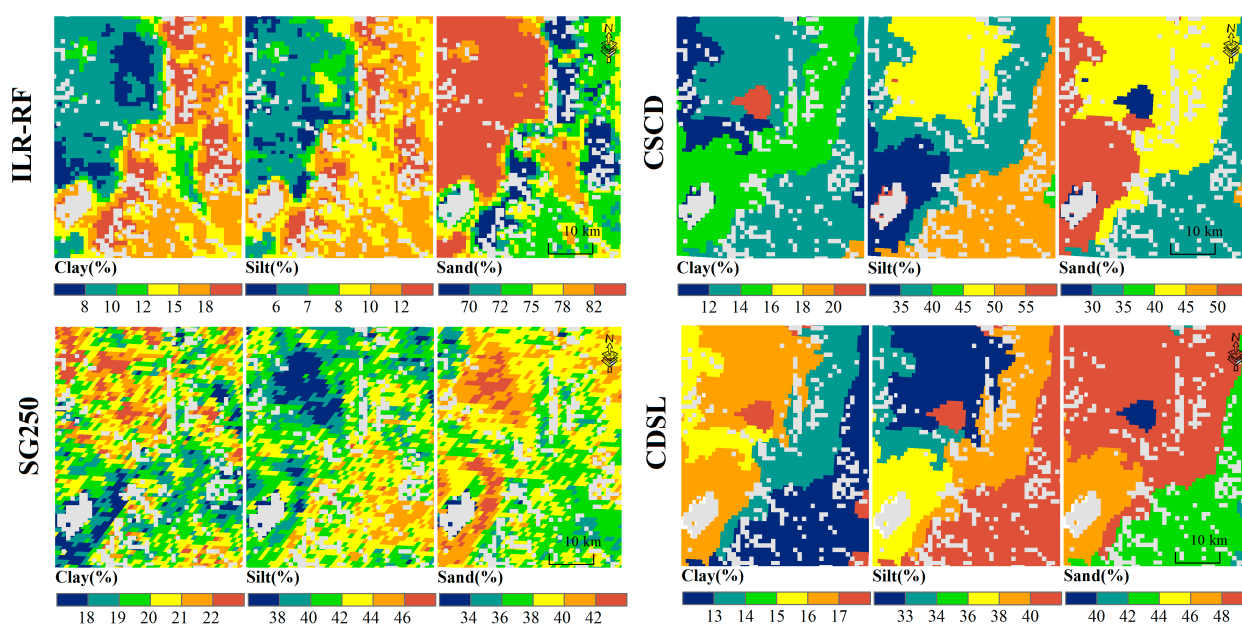 ILR-RF
N
10 km
Clay(%) Silt(%) Sand(%)
8 10 12 15 18 6 7 8 10 12 70 72 75 78 82
CSCD
N
10 km
Clay(%) Silt(%) Sand(%)
12 14 16 18 20 35 40 45 50 55 30 35 40 45 50
SG250
N
10 km
Clay(%) Silt(%) Sand(%)
18 19 20 21 22 38 40 42 44 46 34 36 38 40 42
CDSL
N
10 km
Clay(%) Silt(%) Sand(%)
13 14 15 16 17 33 34 35 38 40 40 42 44 46 48